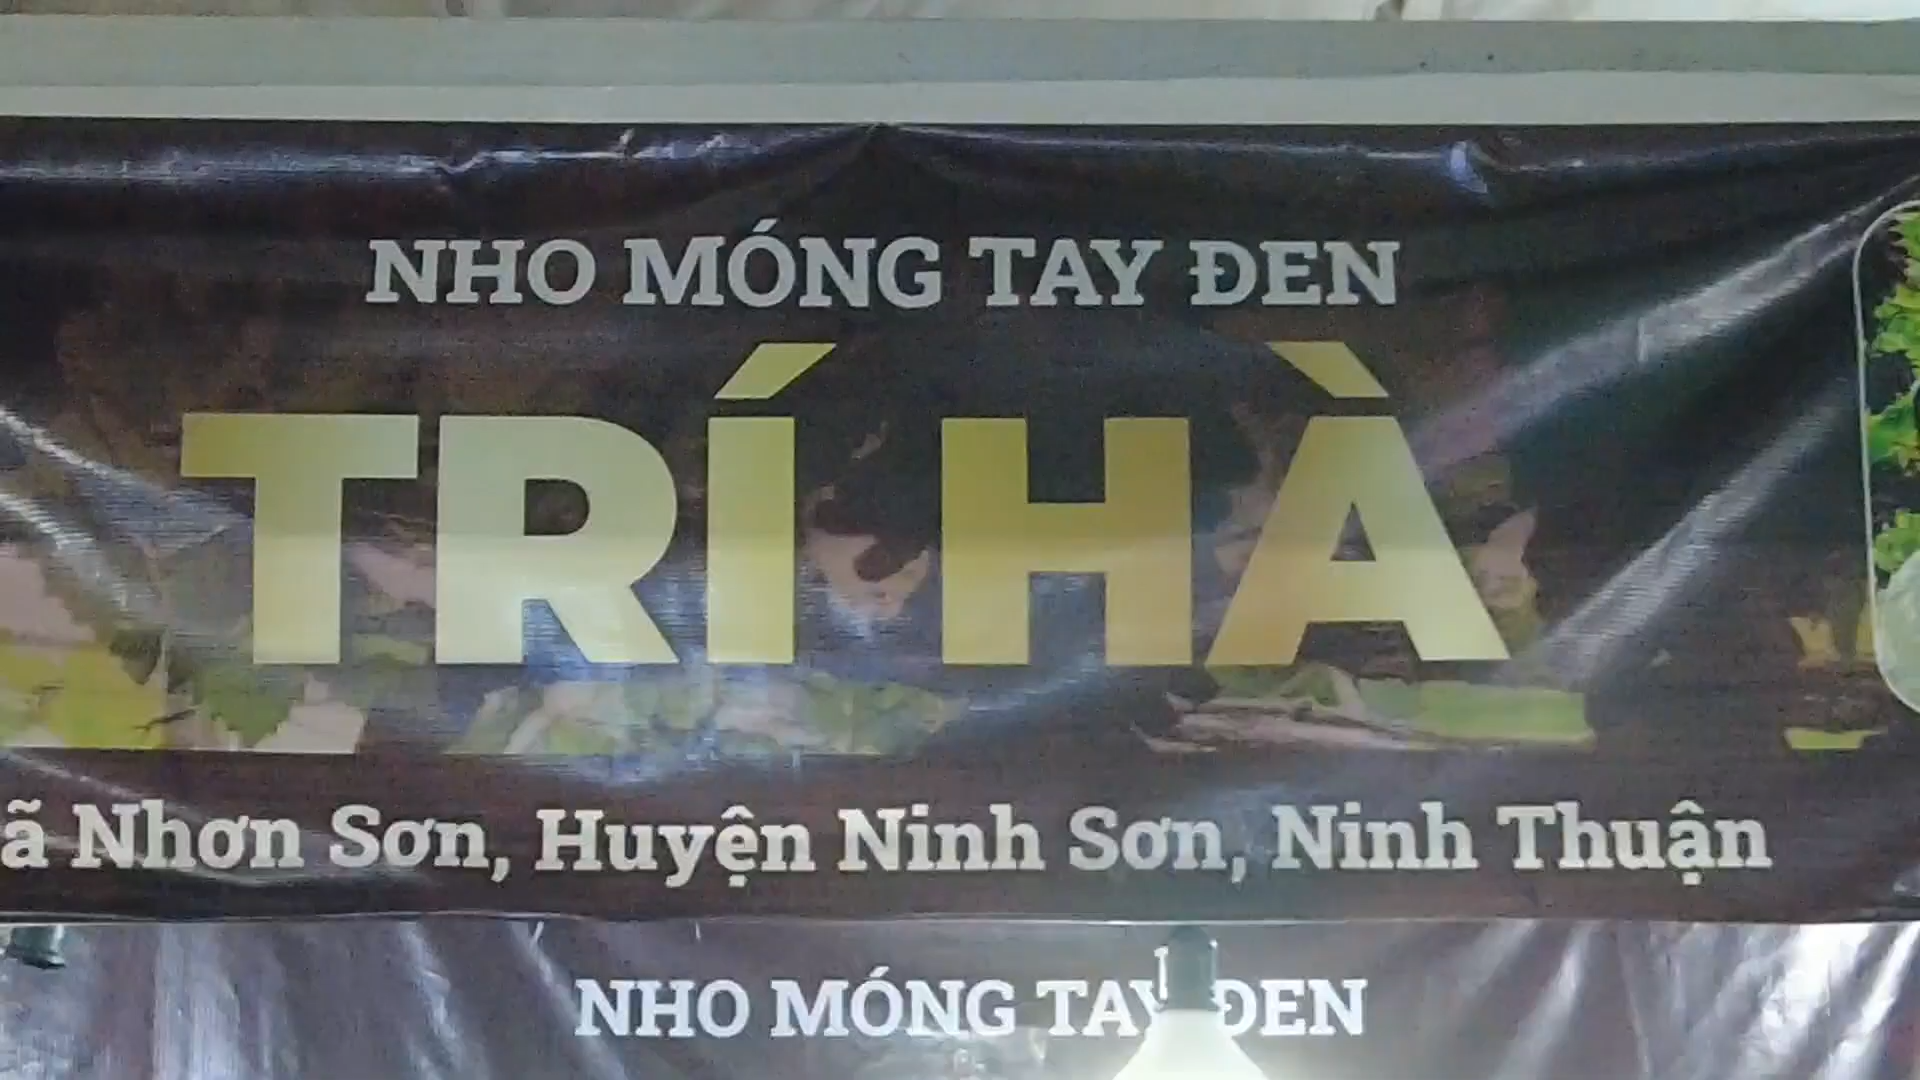 NHO MÓNG TAY ĐEN
TRÍ HÀ
ã Nhơn Sơn, Huyện Ninh Sơn, Ninh Thuận
NHO MÓNG TAY ĐEN